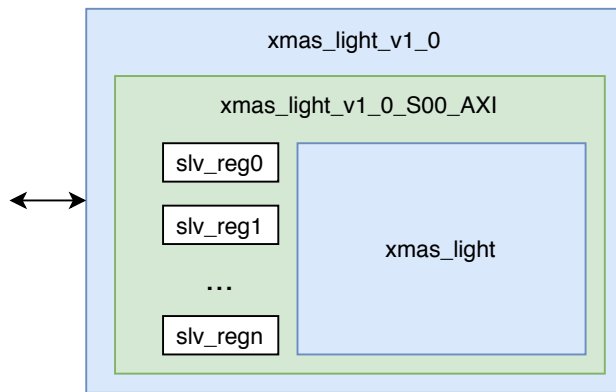 xmas_light_v1_0
xmas_light_v1_0_S00_AXI
slv_reg0
slv_reg1
...
slv_regn
xmas_light